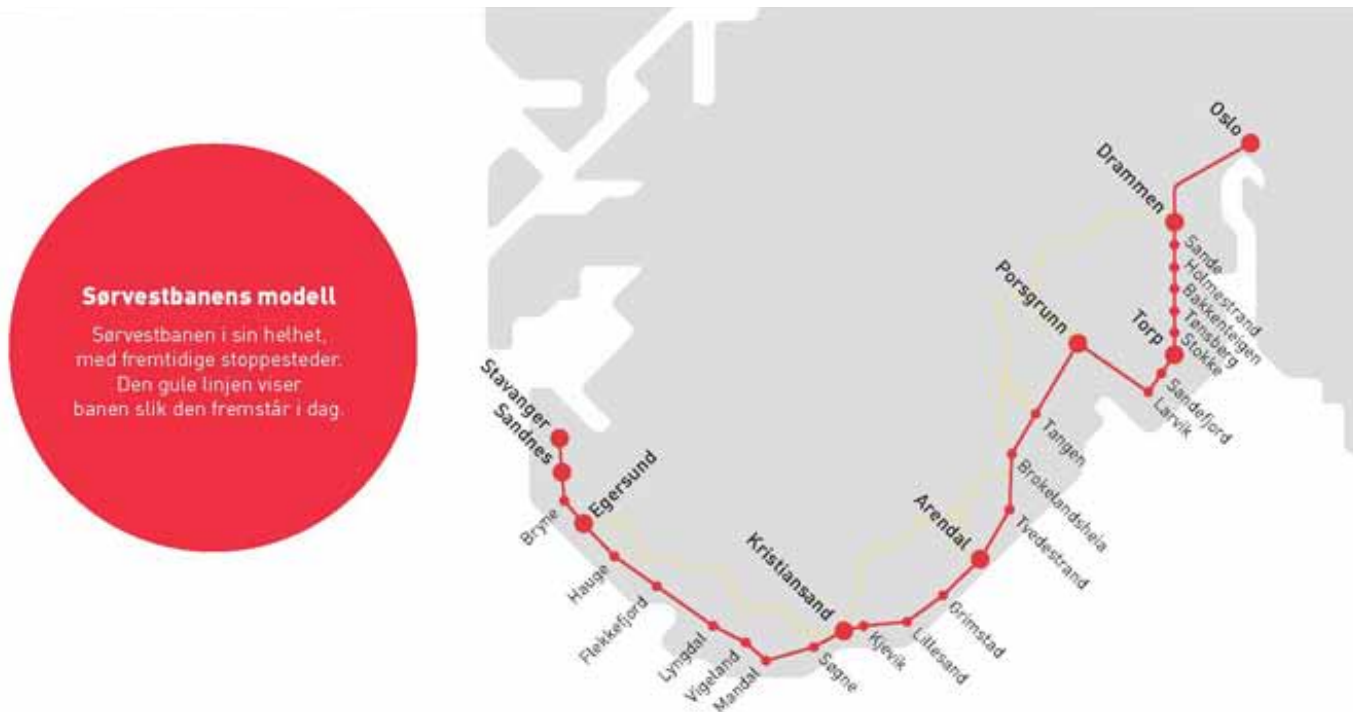 Sørvestbanens modell
Sørvestbanen i sin helhet,
med fremtidige stoppesteder.
Den gule linjen viser
banen slik den fremstår i dag.
Oslo
Drammen
Sande
Holmestrand
Bakkenteigen
Tønsberg
Stokke
Torp
Sandefjord
Larvik
Porsgrunn
Tangen
Brokelandsheia
Tvedestrand
Arendal
Grimstad
Lillesand
Kjevik
Kristiansand
Søgne
Mandal
Vigeland
Lyngdal
Flekkefjord
Hauge
Egersund
Bryne
Sandnes
Stavanger